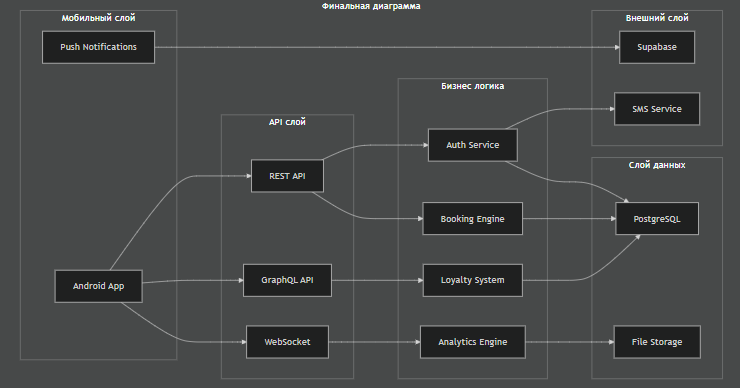 Финальная диаграмма
Мобильный слой
Push Notifications
Android App
API слой
REST API
GraphQL API
WebSocket
Бизнес логика
Auth Service
Booking Engine
Loyalty System
Analytics Engine
Внешний слой
Supabase
SMS Service
Слой данных
PostgreSQL
File Storage